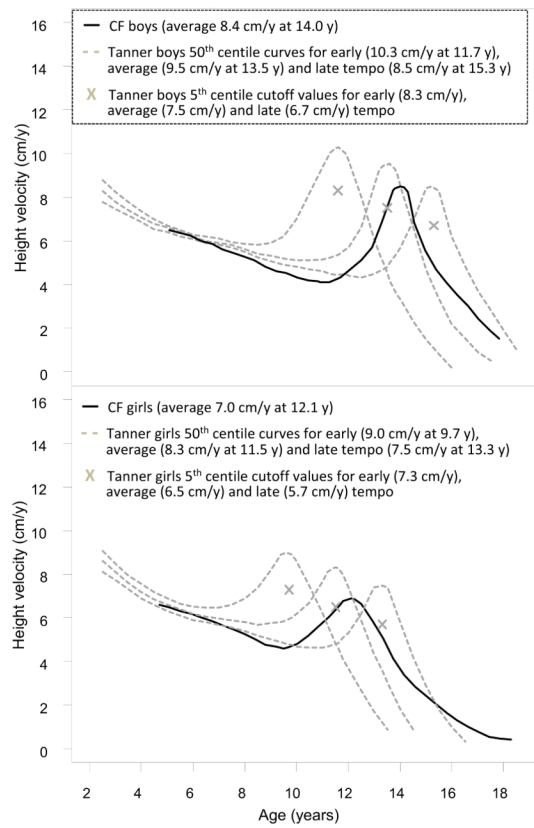 16
14
12
10
8
6
4
2
0
Height velocity (cm/y)
CF boys (average 8.4 cm/y at 14.0 y)
Tanner boys 50th centile curves for early (10.3 cm/y at 11.7 y),
average (9.5 cm/y at 13.5 y) and late tempo (8.5 cm/y at 15.3 y)
X Tanner boys 5th centile cutoff values for early (8.3 cm/y),
average (7.5 cm/y) and late (6.7 cm/y) tempo
16
14
12
10
8
6
4
2
0
Height velocity (cm/y)
CF girls (average 7.0 cm/y at 12.1 y)
Tanner girls 50th centile curves for early (9.0 cm/y at 9.7 y),
average (8.3 cm/y at 11.5 y) and late tempo (7.5 cm/y at 13.3 y)
X Tanner girls 5th centile cutoff values for early (7.3 cm/y),
average (6.5 cm/y) and late (5.7 cm/y) tempo
2 4 6 8 10 12 14 16 18
Age (years)